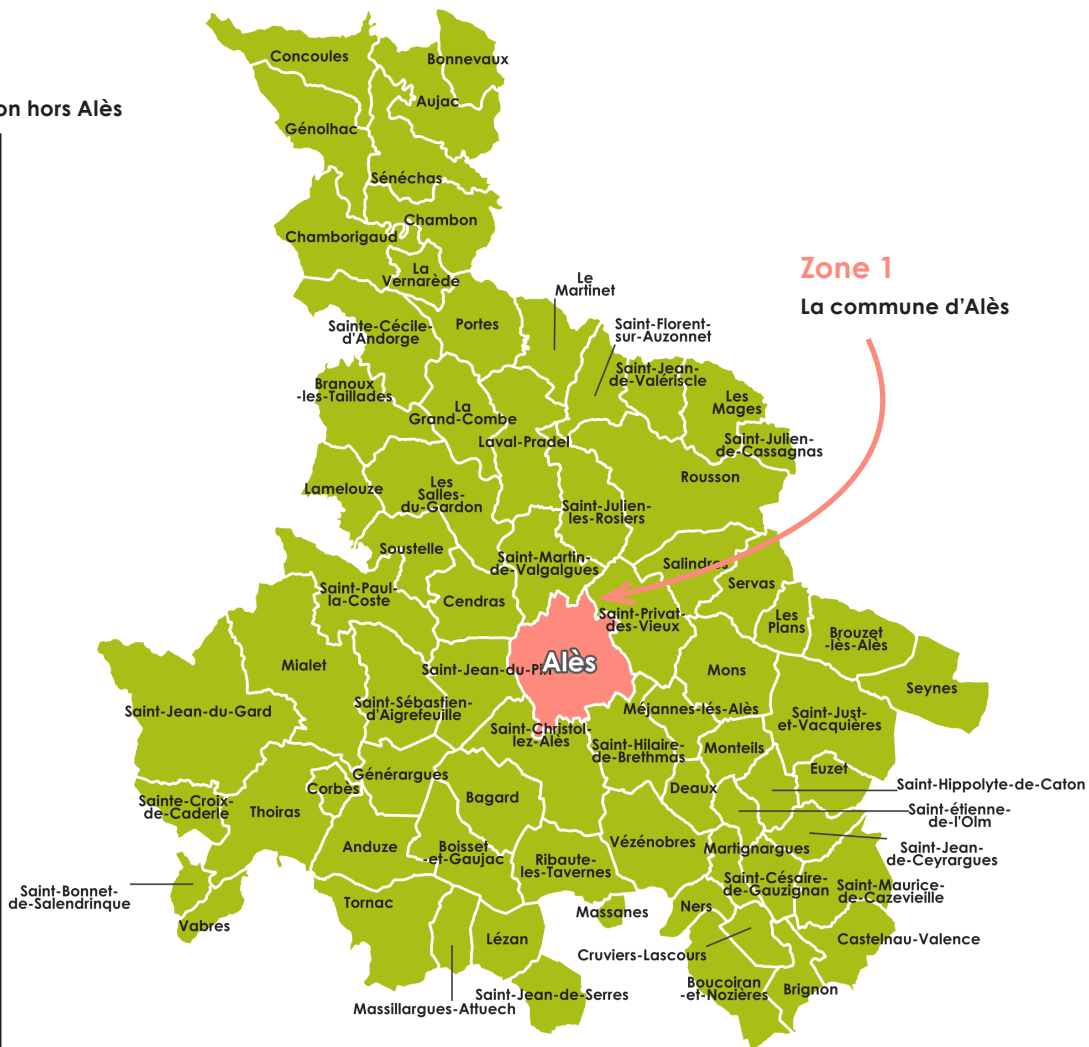 on hors Alès
Zone 1
La commune d'Alès
Concoules
Bonnevaux
Aujac
Génolhac
Sénéchas
Chambon
Chamborigaud
La
Vernarède
Le
Martinet
Sainte-Cécile-
d'Andorge
Portes
Saint-Florent-
sur-Auzonnet
Saint-Jean-
de-Valériscle
Branoux
-les-Taillades
Les
Mages
La
Grand-Combe
Laval-Pradel
Saint-Julien-
de-Cassagnas
Rousson
Lamelouze
Les
Salles-
du-Gardon
Saint-Julien-
les-Rosiers
Soustelle
Saint-Martin-
de-Valgalgues
Salindres
Servas
Saint-Paul-
la-Coste
Cendras
Saint-Privat-
des-Vieux
Les
Plans
Brouzet
-lès-Alès
Mialet
Saint-Jean-du-Pin
Alès
Mons
Seynes
Saint-Jean-du-Gard
Saint-Sébastien-
d'Aigrefeuille
Méjannes-lés-Alès
Saint-Just-
et-Vacquières
Saint-Christol-
lez-Alès
Saint-Hilaire-
de-Brethmas
Monteils
Euzet
Générargues
Corbès
Deaux
Saint-Hippolyte-de-Caton
Sainte-Croix-
de-Caderle
Thoiras
Bagard
Saint-étienne-
de-l'Olm
Anduze
Boisset
-et-Gaujac
Vézénobres
Martignargues
Saint-Jean-
de-Ceyrargues
Ribaute-
les-Tavernes
Saint-Césaire-
de-Gauzignan
Saint-Maurice-
de-Cazevieille
Saint-Bonnet-
de-Salendrinque
Tornac
Massanes
Ners
Vabres
Lézan
Cruviers-Lascours
Castelnau-Valence
Boucoiran
-et-Nozières
Brignon
Saint-Jean-de-Serres
Massillargues-Attuech